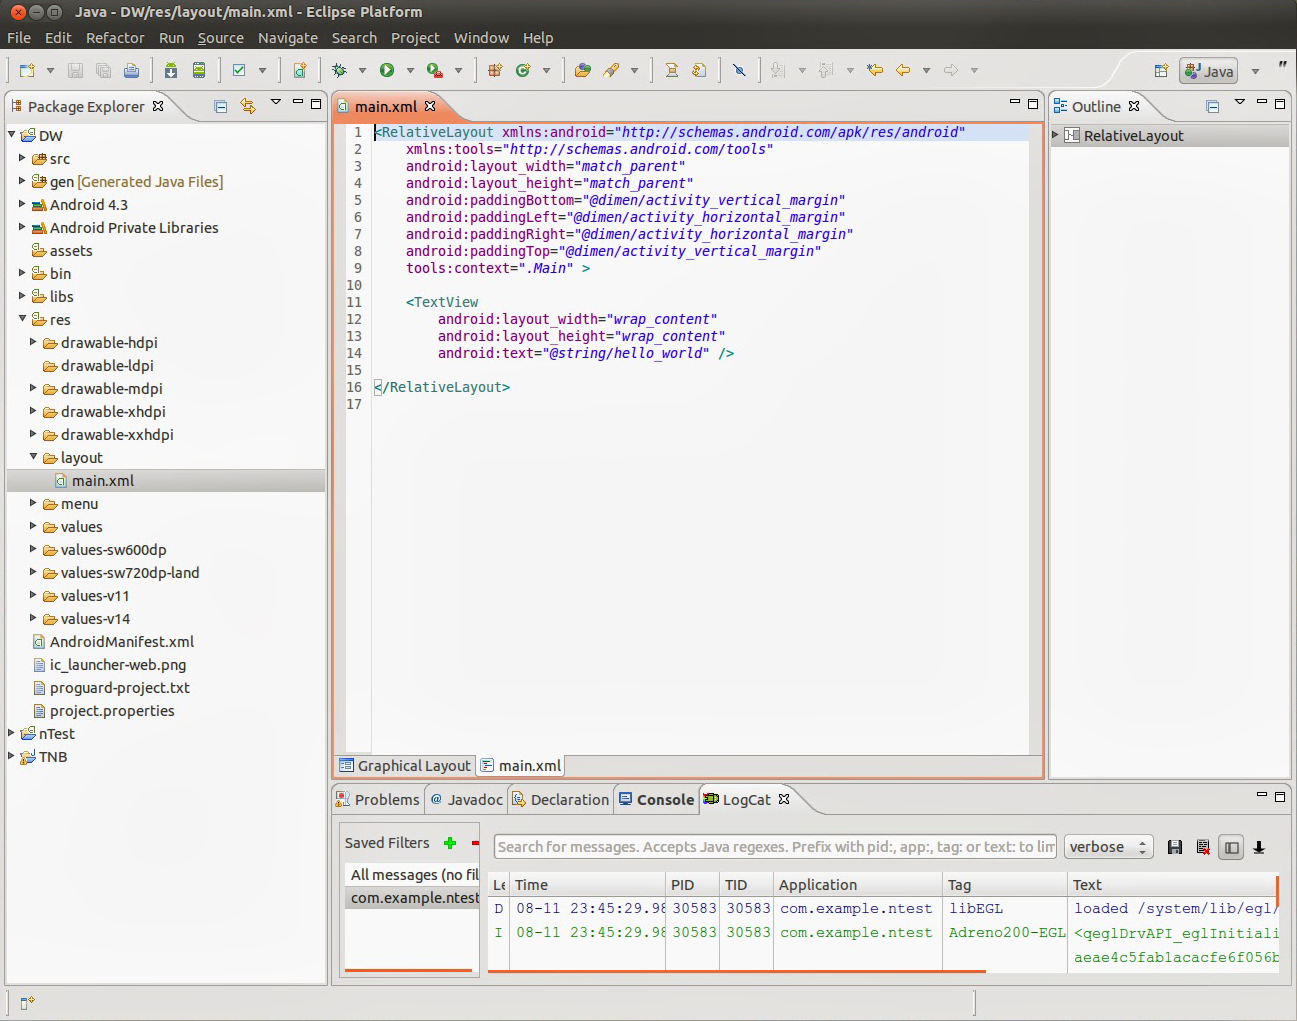 Java - DW/res/layout/main.xml - Eclipse Platform
File Edit Refactor Run Source Navigate Search Project Window Help
Java
Package Explorer
DW
src
gen [Generated Java Files]
Android 4.3
Android Private Libraries
assets
bin
libs
res
drawable-hdpi
drawable-ldpi
drawable-mdpi
drawable-xhdpi
drawable-xxhdpi
layout
main.xml
menu
values
values-sw600dp
values-sw720dp-land
values-v11
values-v14
AndroidManifest.xml
ic_launcher-web.png
proguard-project.txt
project.properties
nTest
TNB
main.xml
1 <RelativeLayout xmlns:android="http://schemas.android.com/apk/res/android"
2 xmlns:tools="http://schemas.android.com/tools"
3 android:layout_width="match_parent"
4 android:layout_height="match_parent"
5 android:paddingBottom="@dimen/activity_vertical_margin"
6 android:paddingLeft="@dimen/activity_horizontal_margin"
7 android:paddingRight="@dimen/activity_horizontal_margin"
8 android:paddingTop="@dimen/activity_vertical_margin"
9 tools:context=".Main" >
10
11 <TextView
12 android:layout_width="wrap_content"
13 android:layout_height="wrap_content"
14 android:text="@string/hello_world" />
15
16 </RelativeLayout>
17
Graphical Layout main.xml
Outline
RelativeLayout
Problems @ Javadoc Declaration Console LogCat
Saved Filters
All messages (no fil
com.example.ntest
Search for messages. Accepts Java regexes. Prefix with pid:, app:, tag: or text: to lim
verbose
Le Time PID TID Application Tag Text
D 08-11 23:45:29.98 30583 30583 com.example.ntest libEGL loaded /system/lib/egl/
I 08-11 23:45:29.98 30583 30583 com.example.ntest Adreno200-EGL <qeglDrvAPI_eglInitiali
aeae4c5fab1acacfe6f056b